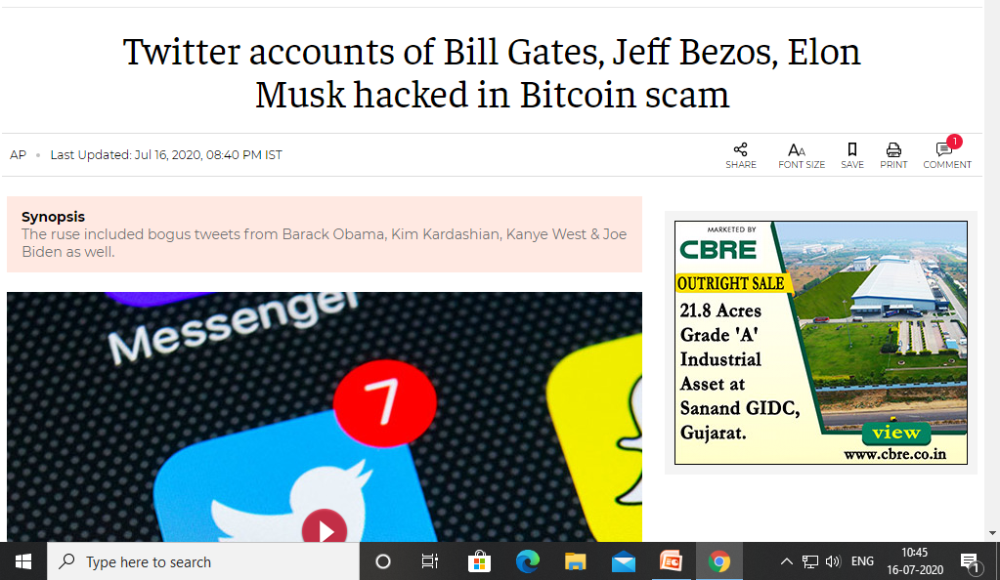 Twitter accounts of Bill Gates, Jeff Bezos, Elon
Musk hacked in Bitcoin scam
AP • Last Updated: Jul 16, 2020, 08:40 PM IST
SHARE
AA
FONT SIZE
SAVE
PRINT
1
COMMENT
Synopsis
The ruse included bogus tweets from Barack Obama, Kim Kardashian, Kanye West & Joe
Biden as well.
Messenger
7
MARKETED BY
CBRE
OUTRIGHT SALE
21.8 Acres
Grade 'A'
Industrial
Asset at
Sanand GIDC,
Gujarat.
view
www.cbre.co.in
Type here to search
ENG
10:45
16-07-2020
1